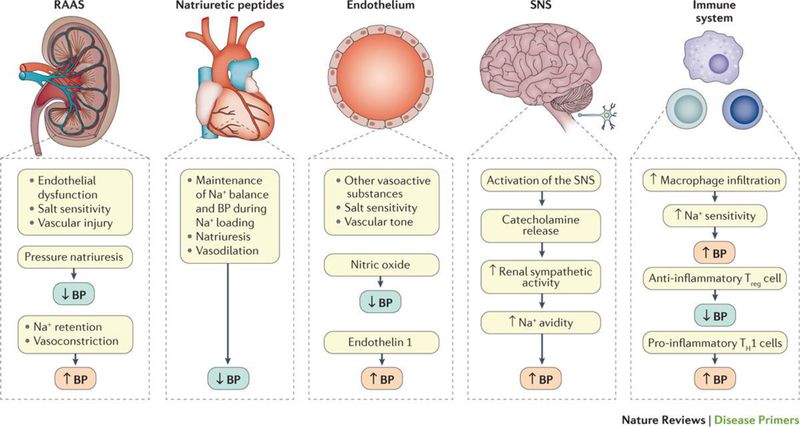 RAAS
• Endothelial
dysfunction
• Salt sensitivity
• Vascular injury
Pressure natriuresis
↓ BP
• Na⁺ retention
• Vasoconstriction
↑ BP
Natriuretic peptides
• Maintenance
of Na⁺ balance
and BP during
Na⁺ loading
• Natriuresis
• Vasodilation
↓ BP
Endothelium
• Other vasoactive
substances
• Salt sensitivity
• Vascular tone
Nitric oxide
↓ BP
Endothelin 1
↑ BP
SNS
Activation of the SNS
Catecholamine
release
↑ Renal sympathetic
activity
↑ Na⁺ avidity
↑ BP
Immune
system
↑ Macrophage infiltration
↑ Na⁺ sensitivity
↑ BP
Anti-inflammatory Treg cell
↓ BP
Pro-inflammatory TH1 cells
↑ BP
Nature Reviews | Disease Primers